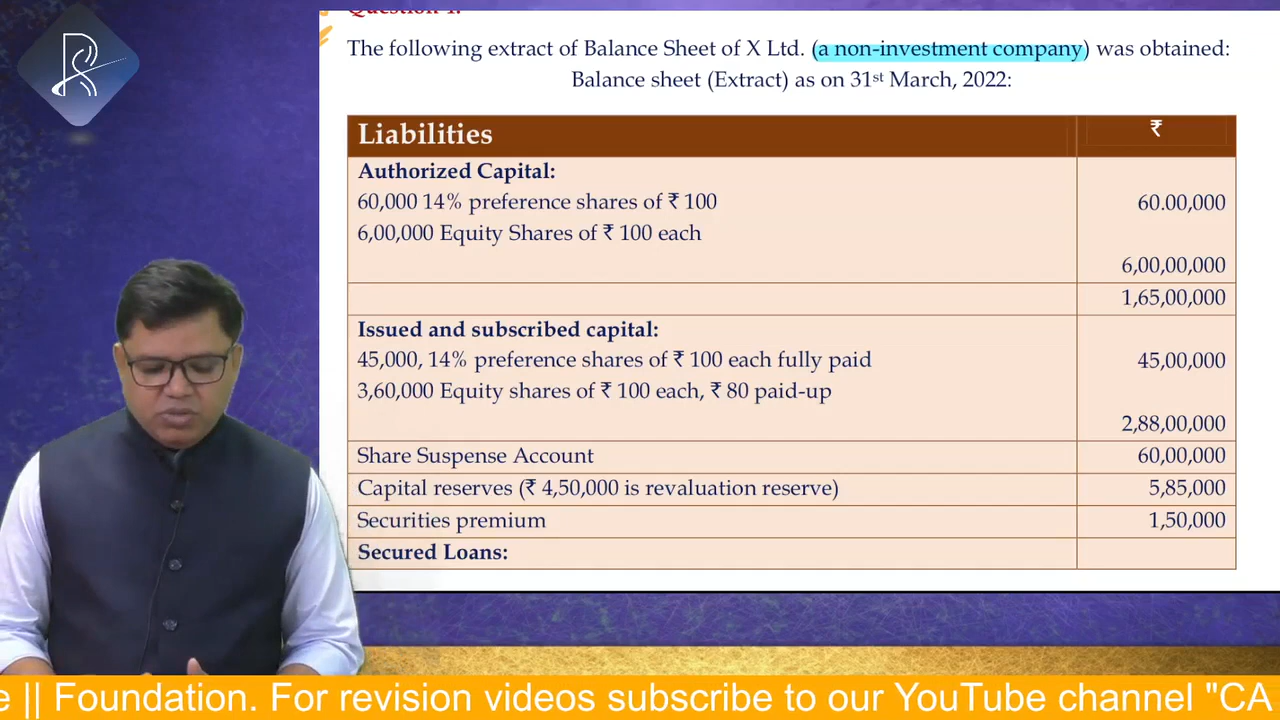 Question 1:
The following extract of Balance Sheet of X Ltd. (a non-investment company) was obtained:
Balance sheet (Extract) as on 31st March, 2022:
Liabilities ₹
Authorized Capital:
60,000 14% preference shares of ₹ 100 60.00,000
6,00,000 Equity Shares of ₹ 100 each
6,00,00,000
1,65,00,000
Issued and subscribed capital:
45,000, 14% preference shares of ₹ 100 each fully paid 45,00,000
3,60,000 Equity shares of ₹ 100 each, ₹ 80 paid-up
2,88,00,000
Share Suspense Account 60,00,000
Capital reserves (₹ 4,50,000 is revaluation reserve) 5,85,000
Securities premium 1,50,000
Secured Loans:
e || Foundation. For revision videos subscribe to our YouTube channel "CA